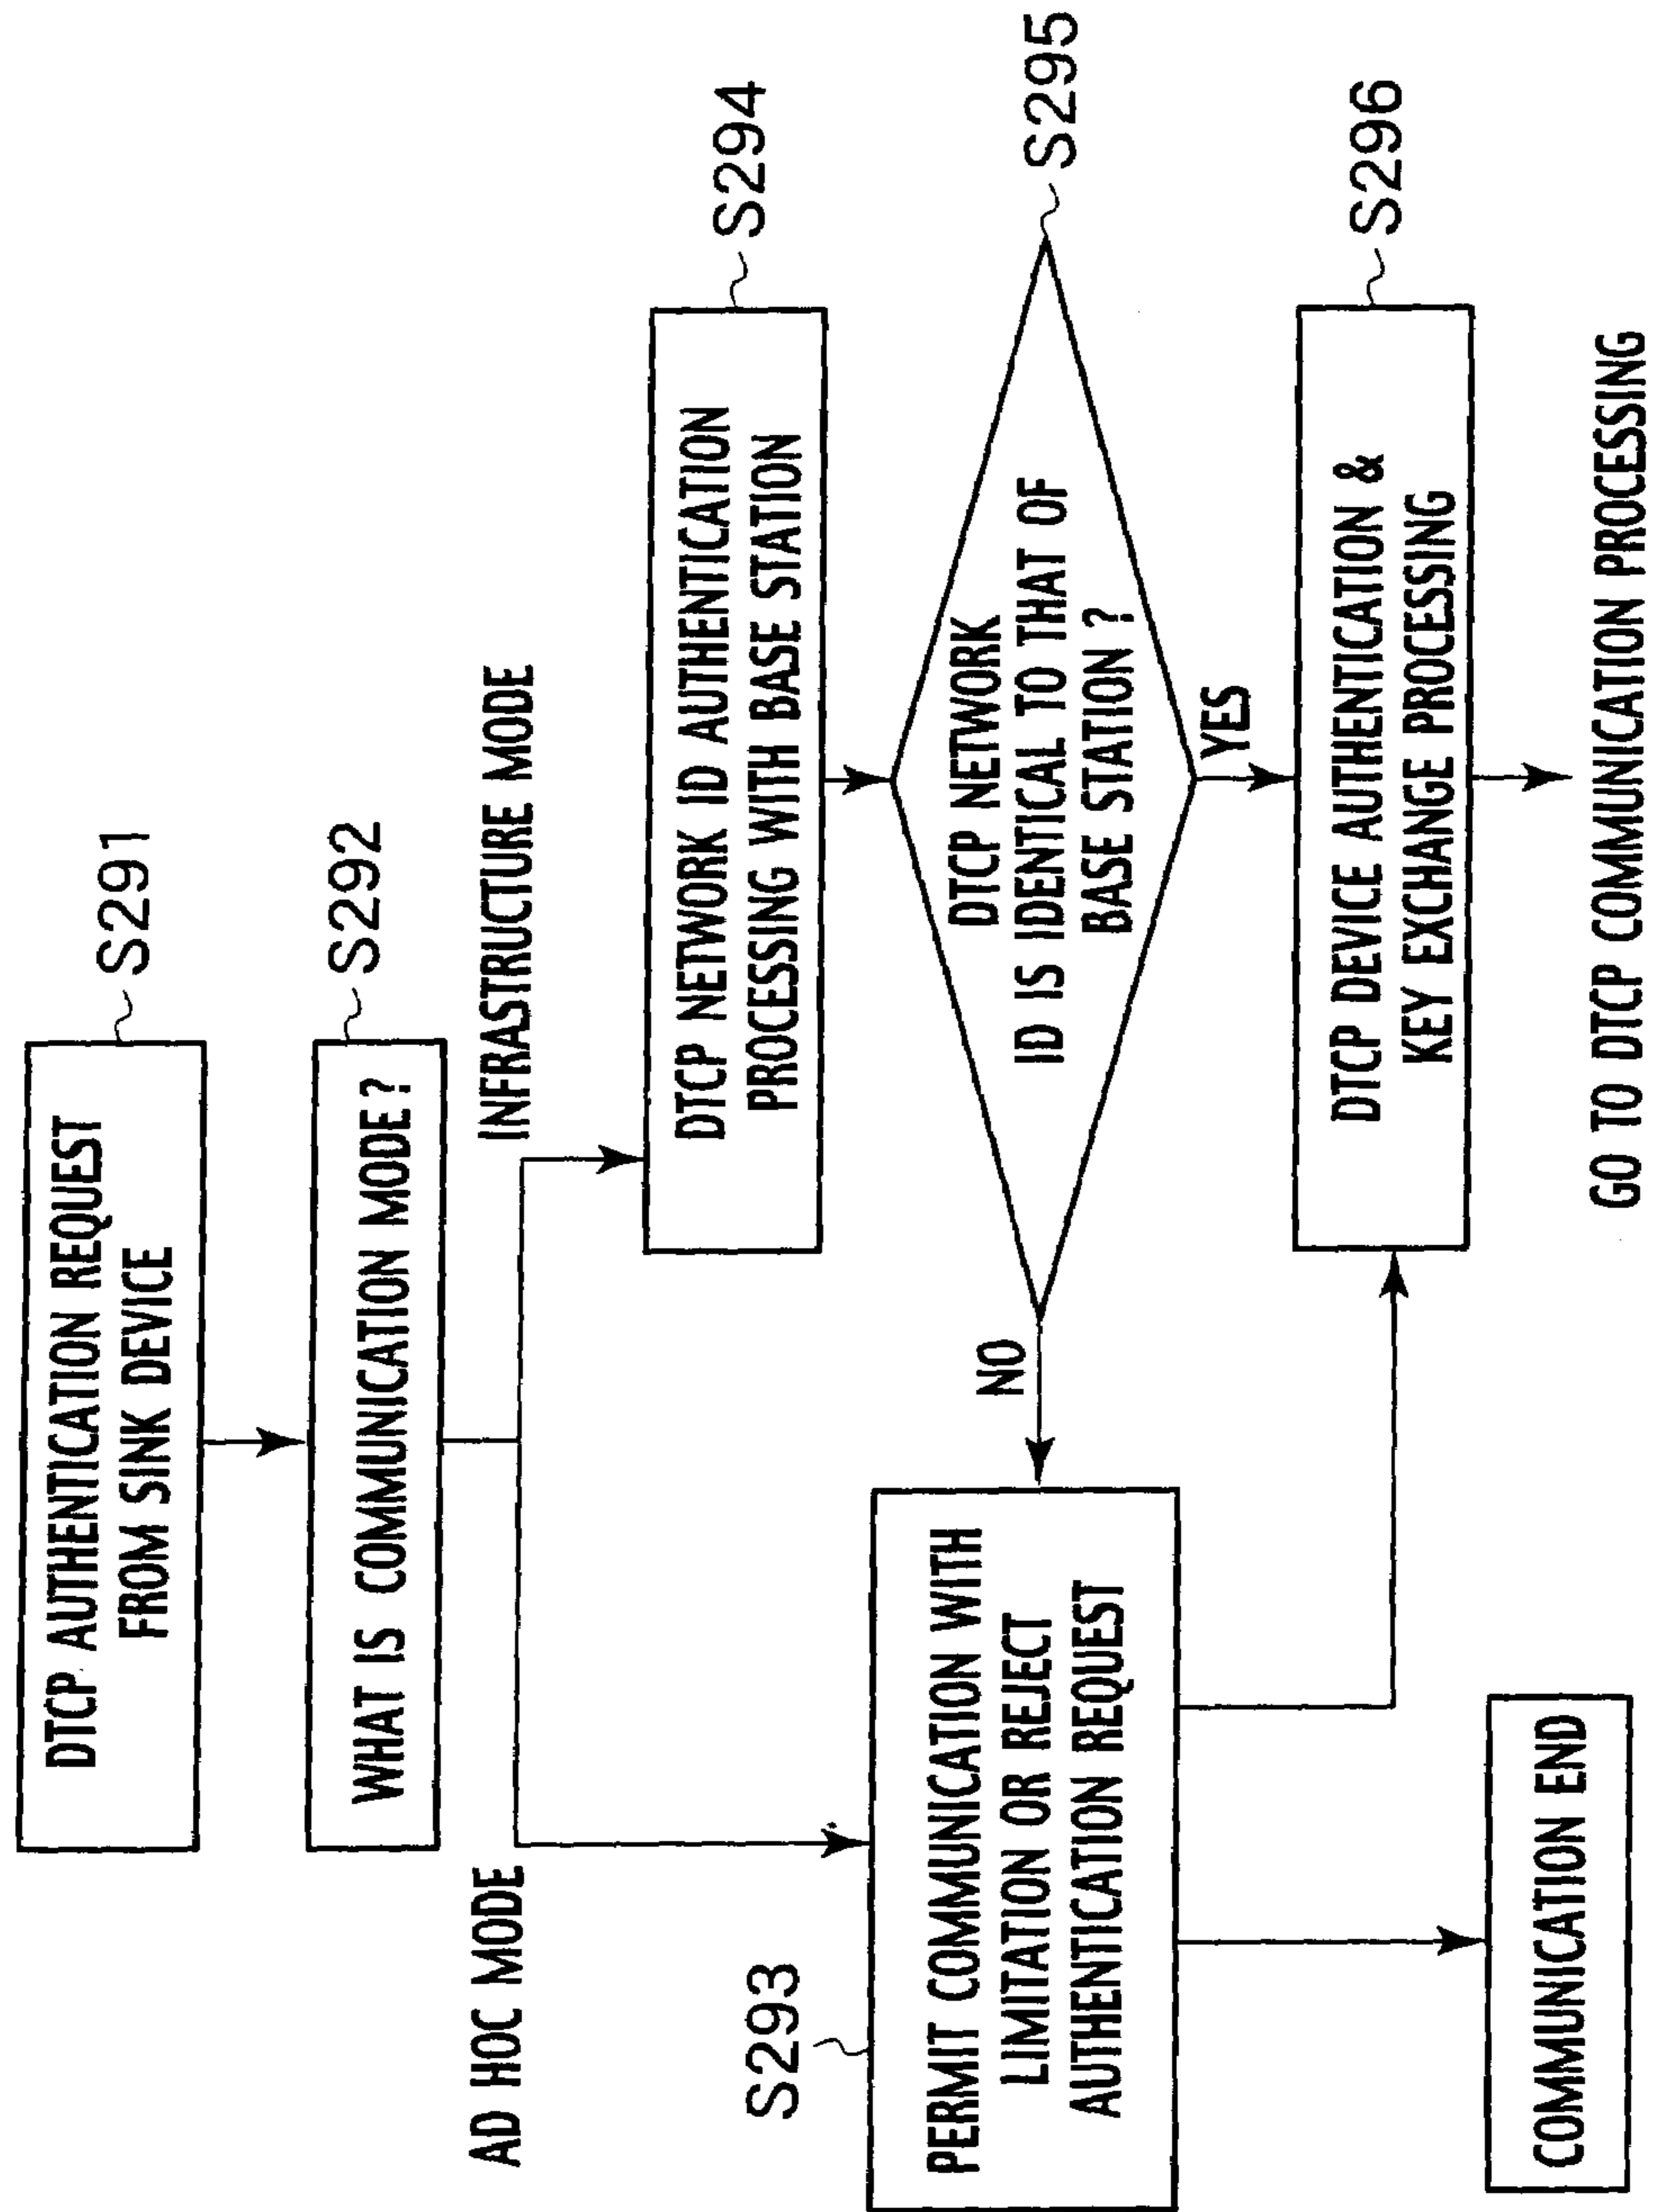 DTCP AUTHENTICATION REQUEST
FROM SINK DEVICE
S291
WHAT IS COMMUNICATION MODE?
S292
AD HOC MODE
INFRASTRUCTURE MODE
S293
PERMIT COMMUNICATION WITH
LIMITATION OR REJECT
AUTHENTICATION REQUEST
DTCP NETWORK ID AUTHENTICATION
PROCESSING WITH BASE STATION
S294
NO
DTCP NETWORK
ID IS IDENTICAL TO THAT OF
BASE STATION?
S295
YES
DTCP DEVICE AUTHENTICATION &
KEY EXCHANGE PROCESSING
S296
COMMUNICATION END
GO TO DTCP COMMUNICATION PROCESSING